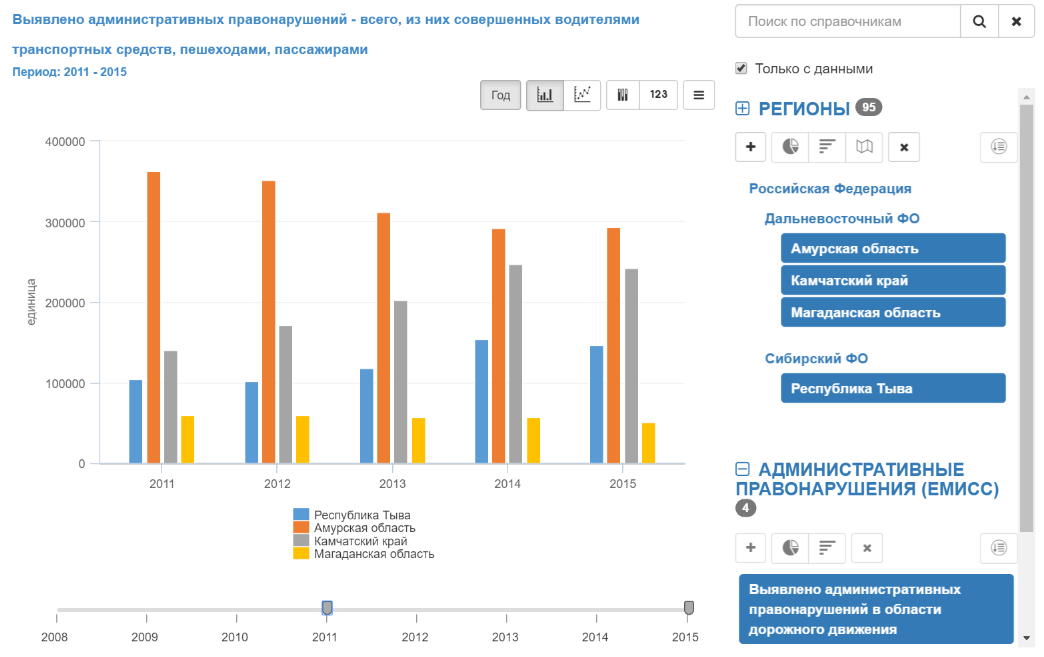 Выявлено административных правонарушений - всего, из них совершенных водителями
транспортных средств, пешеходами, пассажирами
Период: 2011 - 2015
Год
123
400000
300000
200000
100000
0
единица
2011
2012
2013
2014
2015
Республика Тыва
Амурская область
Камчатский край
Магаданская область
2008
2009
2010
2011
2012
2013
2014
2015
Поиск по справочникам
Только с данными
РЕГИОНЫ 95
Российская Федерация
Дальневосточный ФО
Амурская область
Камчатский край
Магаданская область
Сибирский ФО
Республика Тыва
АДМИНИСТРАТИВНЫЕ
ПРАВОНАРУШЕНИЯ (ЕМИСС)
4
Выявлено административных
правонарушений в области
дорожного движения